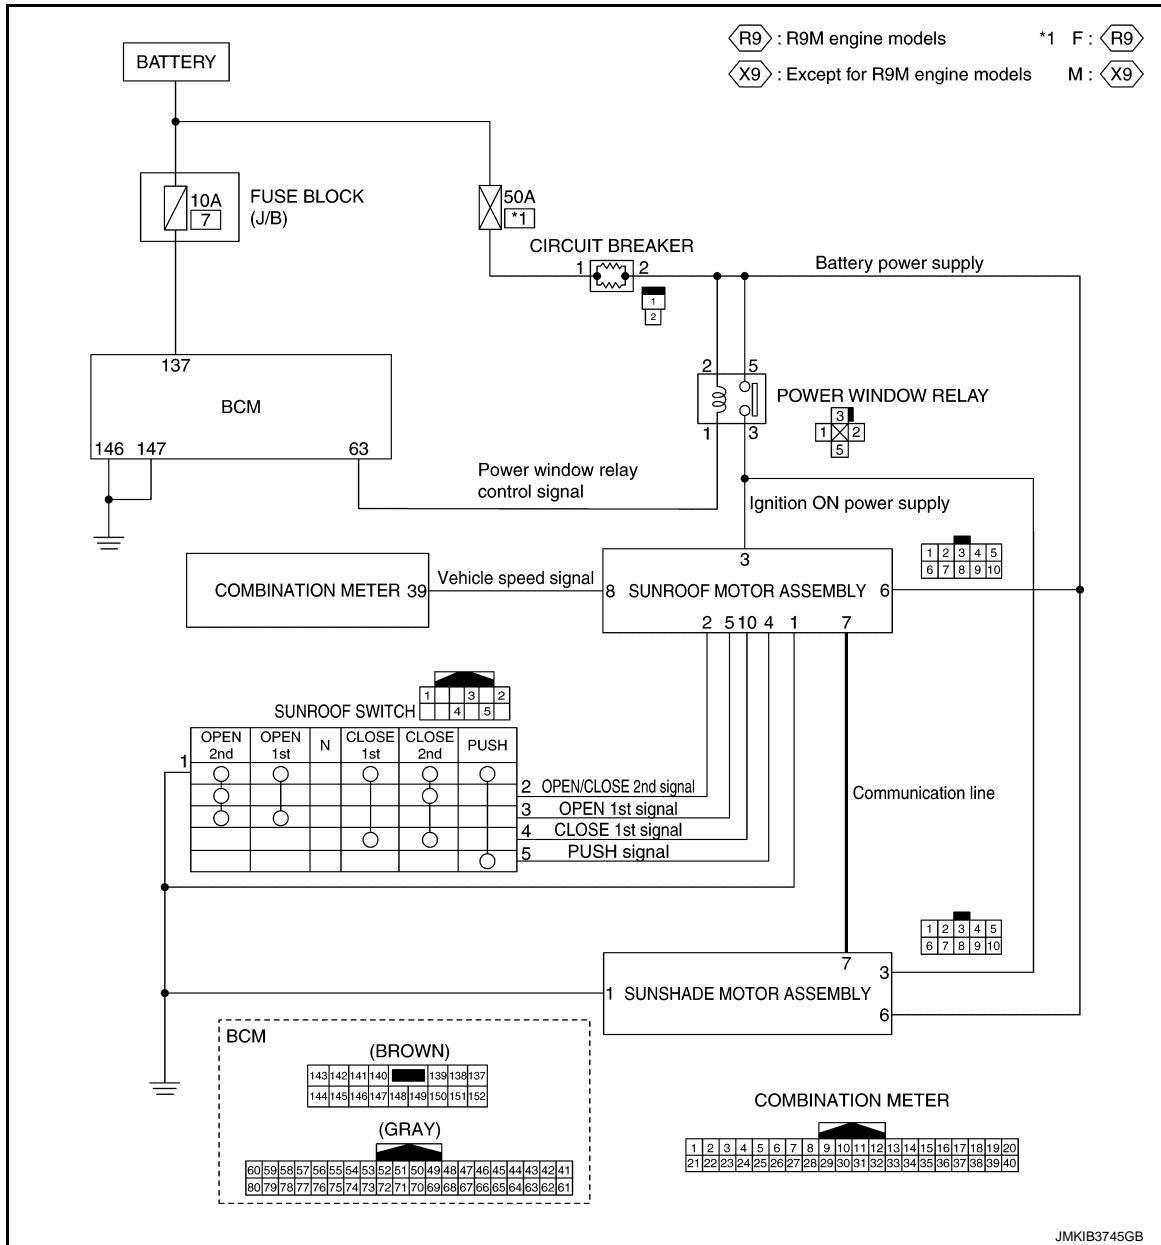 R9 : R9M engine models *1 F : R9
X9 : Except for R9M engine models M : X9
BATTERY
10A
7
FUSE BLOCK
(J/B)
50A
*1
CIRCUIT BREAKER
1 2
Battery power supply
1
2
137
BCM
146 147 63
2 5
POWER WINDOW RELAY
1 3
3
1 2
5
Power window relay
control signal
Ignition ON power supply
3
1 2 3 4 5
6 7 8 9 10
COMBINATION METER 39
Vehicle speed signal
8 SUNROOF MOTOR ASSEMBLY 6
2 5 10 4 1 7
1 3 2
4 5
SUNROOF SWITCH
OPEN 2nd OPEN 1st N CLOSE 1st CLOSE 2nd PUSH
1
2 OPEN/CLOSE 2nd signal
3 OPEN 1st signal
4 CLOSE 1st signal
5 PUSH signal
Communication line
1 2 3 4 5
6 7 8 9 10
7
3
1 SUNSHADE MOTOR ASSEMBLY
6
BCM
(BROWN)
143 142 141 140 139 138 137
144 145 146 147 148 149 150 151 152
(GRAY)
60 59 58 57 56 55 54 53 52 51 50 49 48 47 46 45 44 43 42 41
80 79 78 77 76 75 74 73 72 71 70 69 68 67 66 65 64 63 62 61
COMBINATION METER
1 2 3 4 5 6 7 8 9 10 11 12 13 14 15 16 17 18 19 20
21 22 23 24 25 26 27 28 29 30 31 32 33 34 35 36 37 38 39 40
JMKIB3745GB